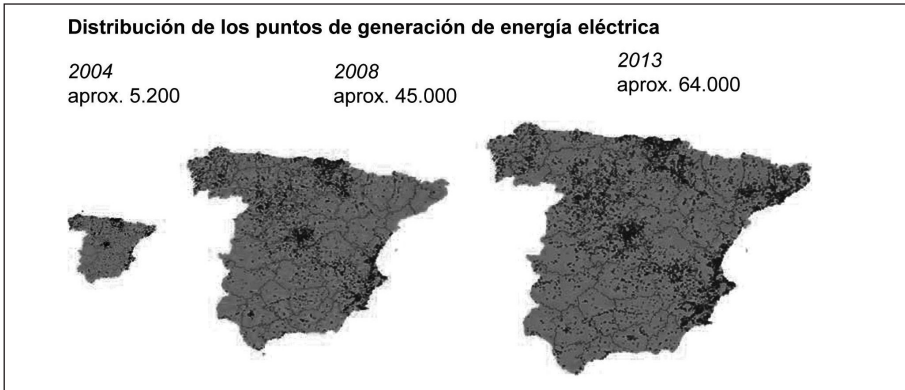 Distribución de los puntos de generación de energía eléctrica
2004
aprox. 5.200
2008
aprox. 45.000
2013
aprox. 64.000